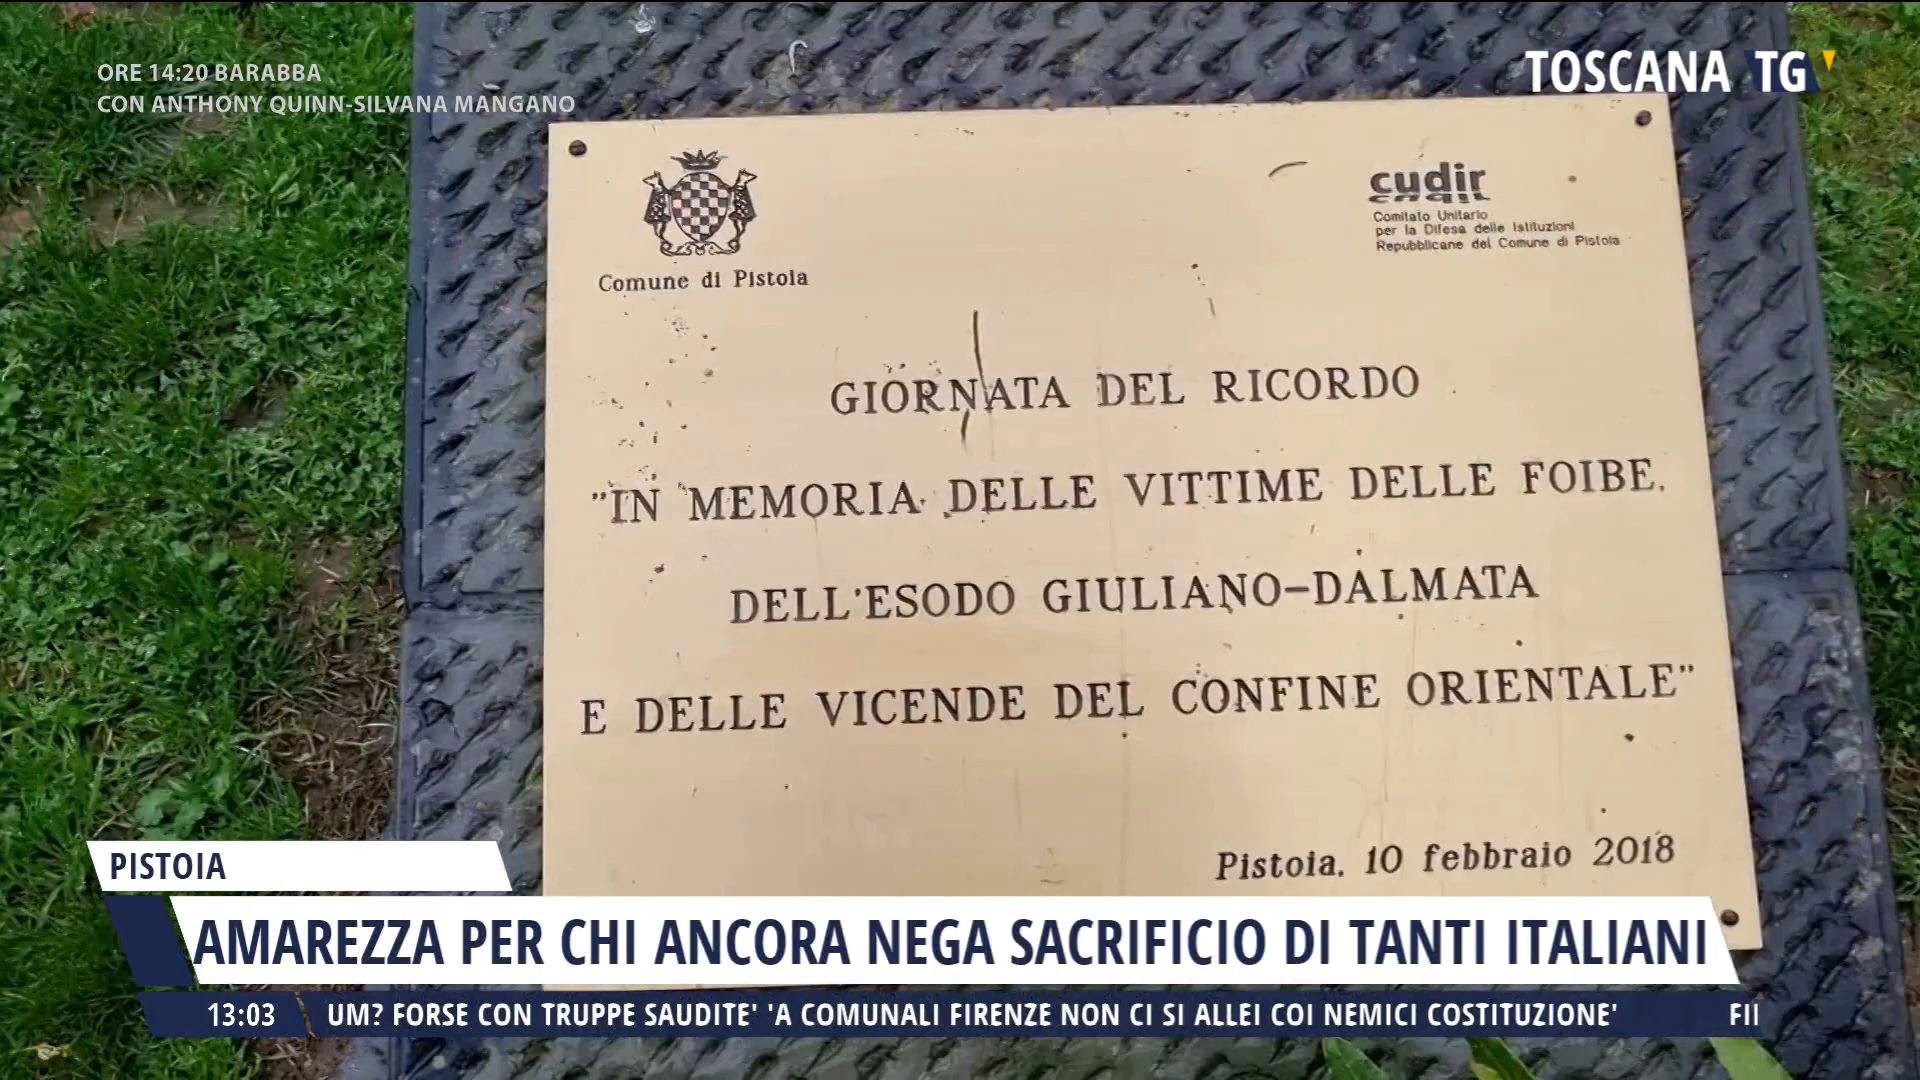 ORE 14:20 BARABBA
CON ANTHONY QUINN-SILVANA MANGANO
TOSCANA TG
cudir
Comitato Unitario
per la Difesa delle Istituzioni
Repubblicane del Comune di Pistoia
Comune di Pistoia
GIORNATA DEL RICORDO
"IN MEMORIA DELLE VITTIME DELLE FOIBE,
DELL'ESODO GIULIANO-DALMATA
E DELLE VICENDE DEL CONFINE ORIENTALE"
Pistoia, 10 febbraio 2018
PISTOIA
AMAREZZA PER CHI ANCORA NEGA SACRIFICIO DI TANTI ITALIANI
13:03 UM? FORSE CON TRUPPE SAUDITE' 'A COMUNALI FIRENZE NON CI SI ALLEI COI NEMICI COSTITUZIONE'